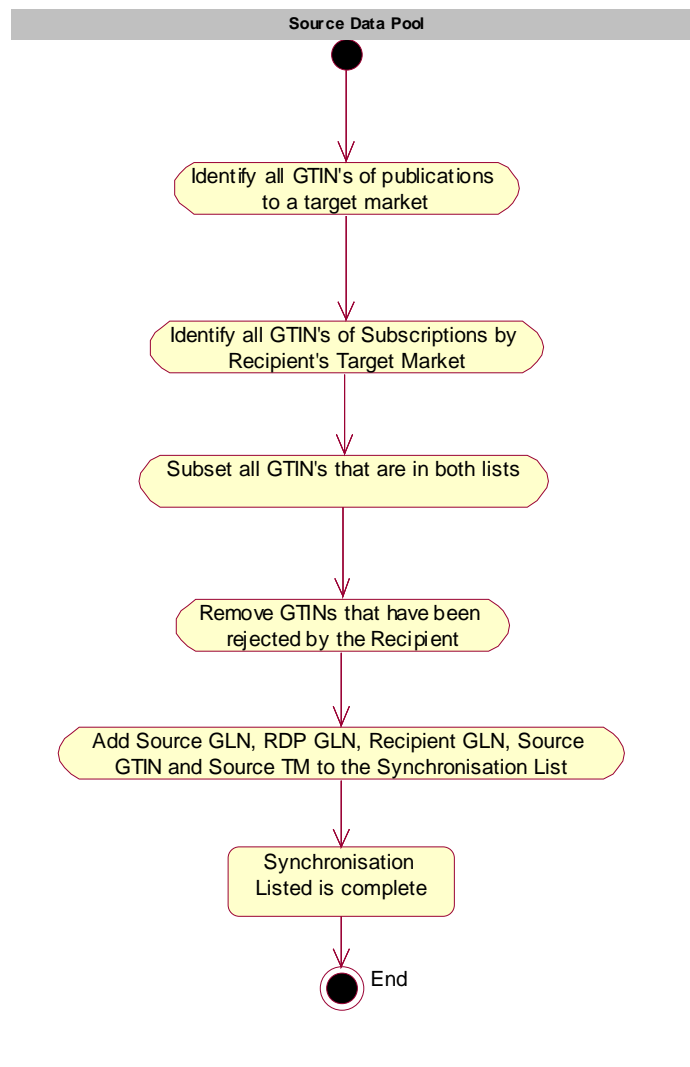 Source Data Pool
Identify all GTIN's of publications
to a target market
Identify all GTIN's of Subscriptions by
Recipient's Target Market
Subset all GTIN's that are in both lists
Remove GTINs that have been
rejected by the Recipient
Add Source GLN, RDP GLN, Recipient GLN, Source
GTIN and Source TM to the Synchronisation List
Synchronisation
Listed is complete
End